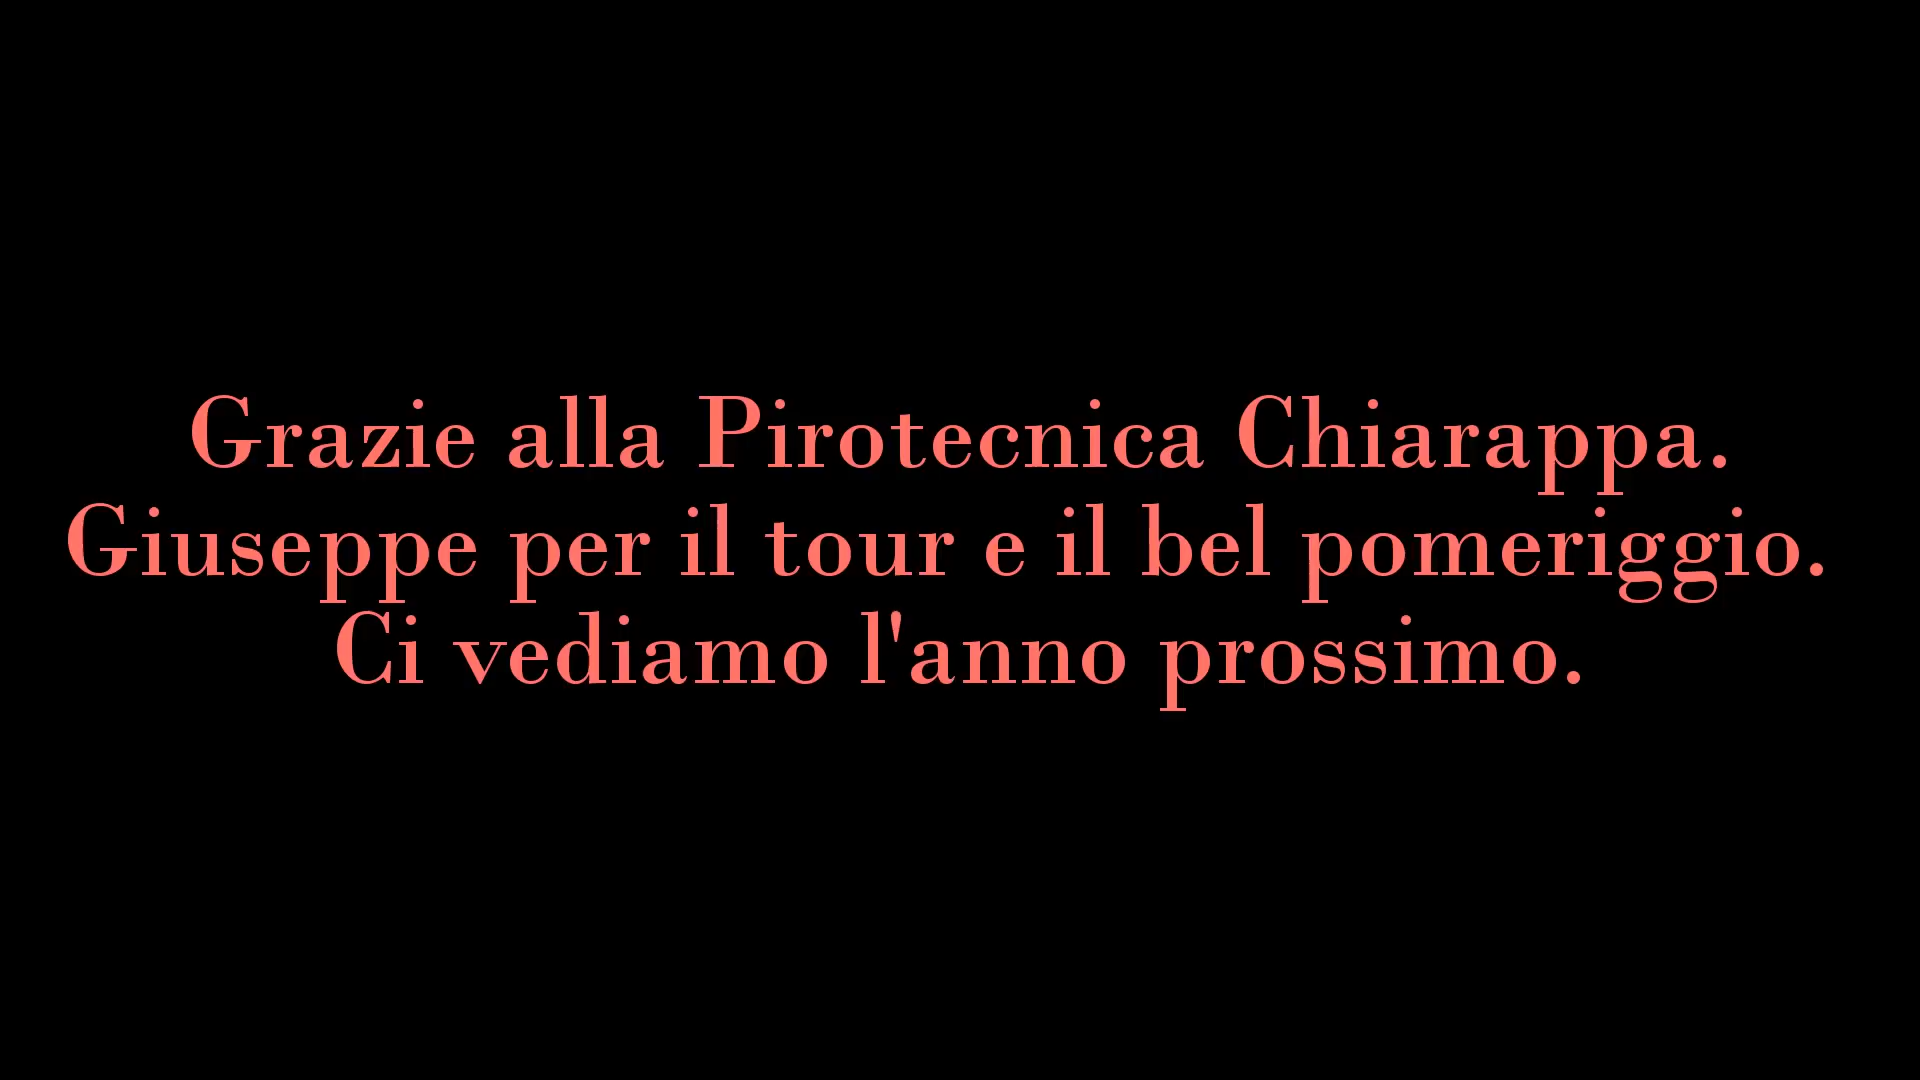 Grazie alla Pirotecnica Chiarappa.
Giuseppe per il tour e il bel pomeriggio.
Ci vediamo l'anno prossimo.